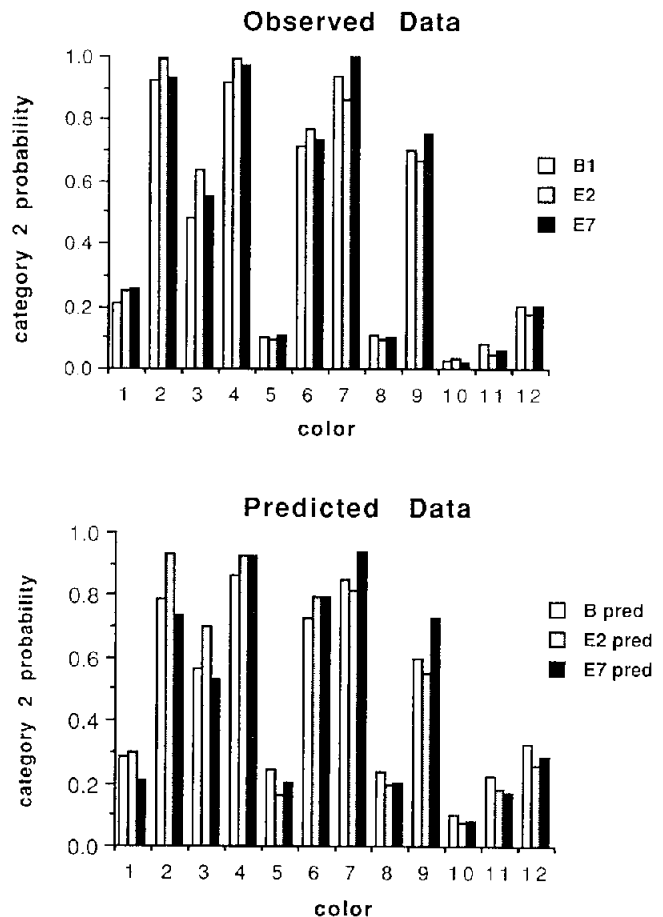 Observed Data
category 2 probability
1.0
0.8
0.6
0.4
0.2
0.0
1 2 3 4 5 6 7 8 9 10 11 12
color
B1
E2
E7
Predicted Data
category 2 probability
1.0
0.8
0.6
0.4
0.2
0.0
1 2 3 4 5 6 7 8 9 10 11 12
color
B pred
E2 pred
E7 pred